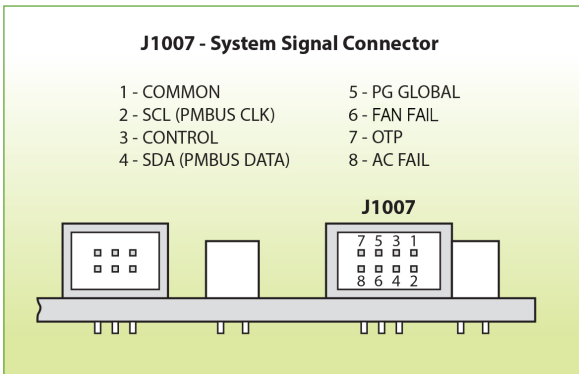 J1007 - System Signal Connector
1 - COMMON
2 - SCL (PMBUS CLK)
3 - CONTROL
4 - SDA (PMBUS DATA)
5 - PG GLOBAL
6 - FAN FAIL
7 - OTP
8 - AC FAIL
J1007
7 5 3 1
8 6 4 2